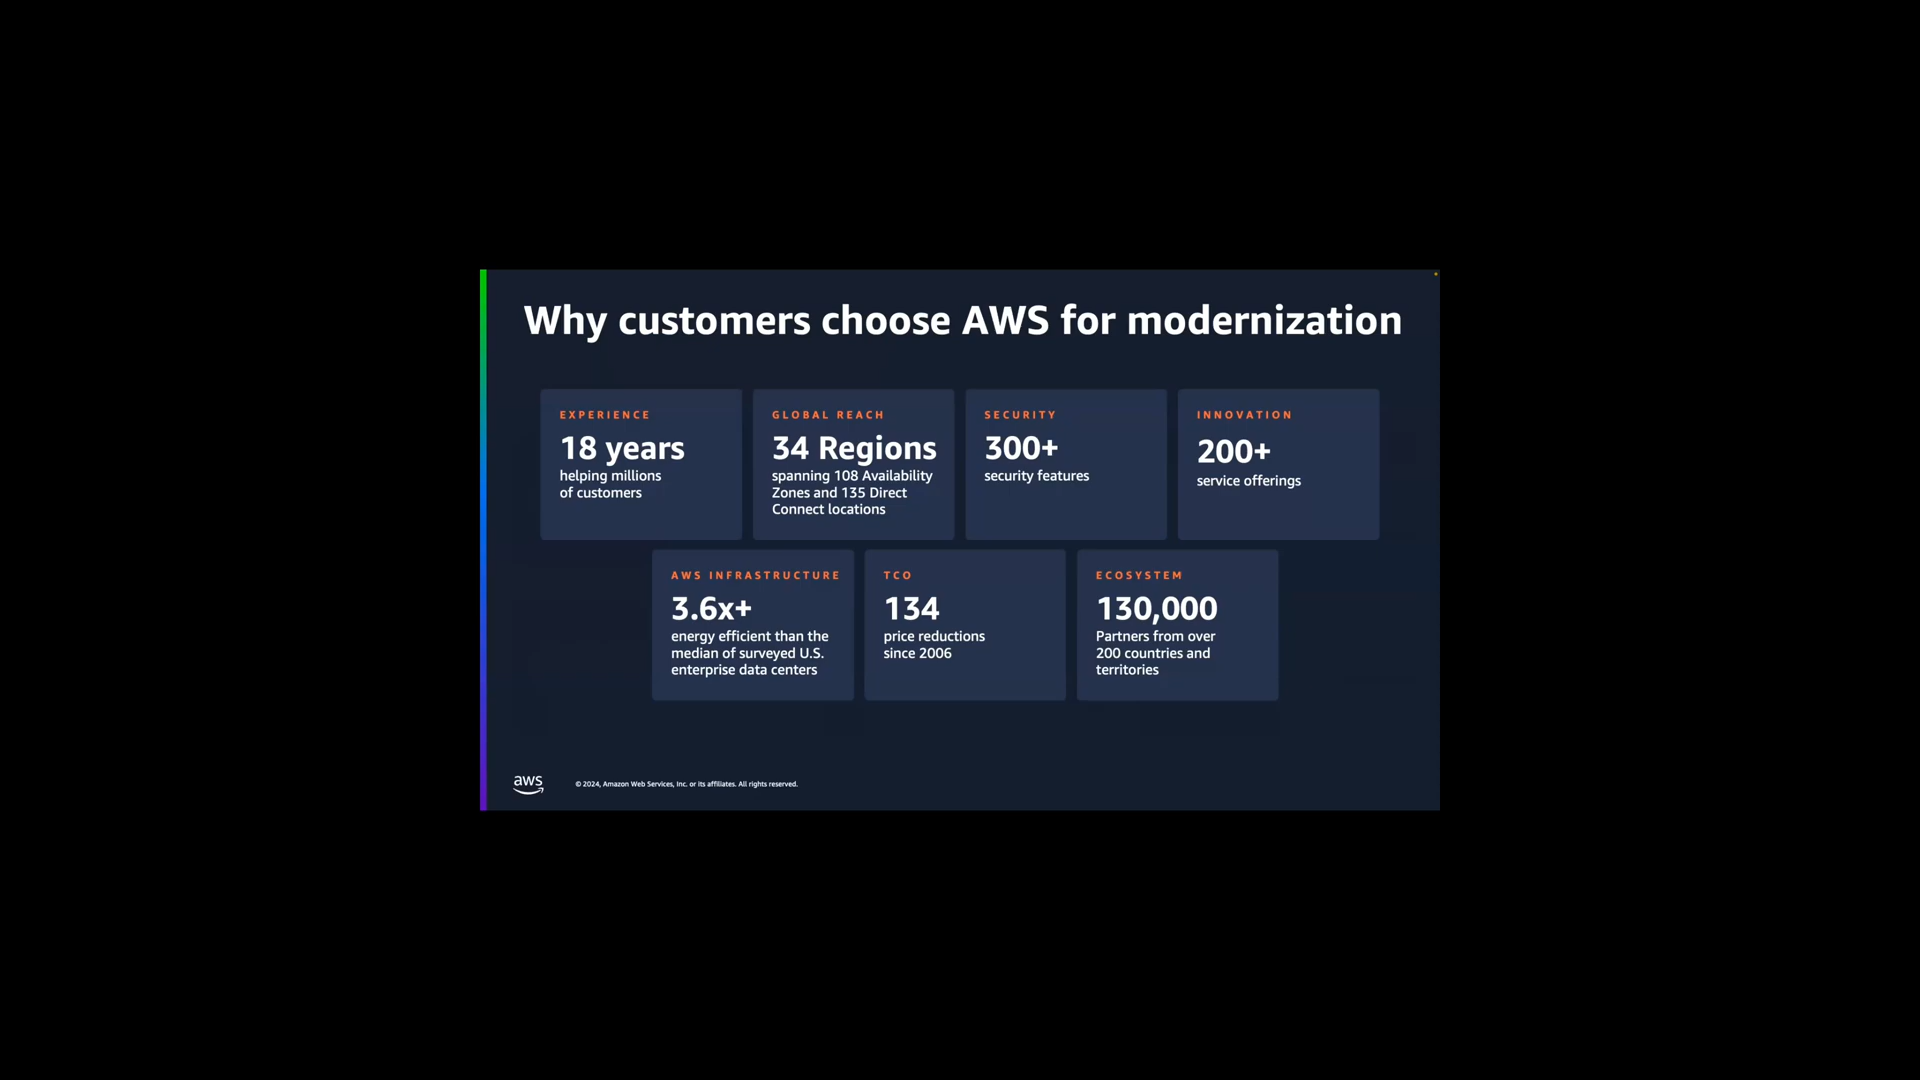 Why customers choose AWS for modernization
EXPERIENCE
18 years
helping millions
of customers
GLOBAL REACH
34 Regions
spanning 108 Availability
Zones and 135 Direct
Connect locations
SECURITY
300+
security features
INNOVATION
200+
service offerings
AWS INFRASTRUCTURE
3.6x+
energy efficient than the
median of surveyed U.S.
enterprise data centers
TCO
134
price reductions
since 2006
ECOSYSTEM
130,000
Partners from over
200 countries and
territories
aws
© 2024, Amazon Web Services, Inc. or its affiliates. All rights reserved.